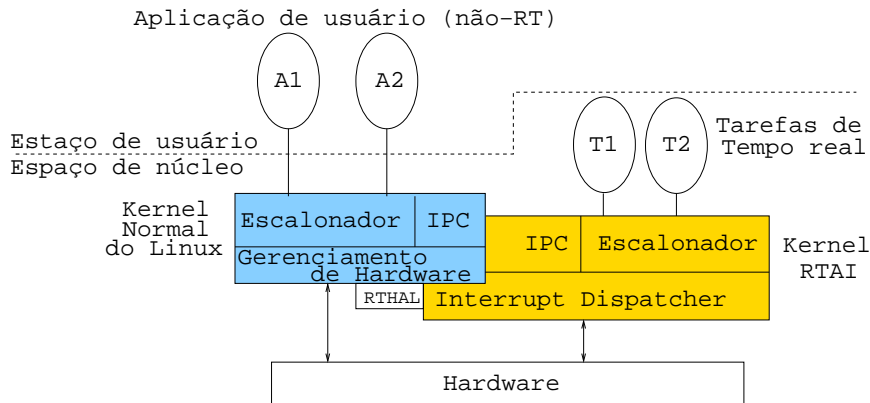 Aplicação de usuário (não-RT)
A1
A2
Estaço de usuário
Espaço de núcleo
T1
T2
Tarefas de
Tempo real
Kernel
Normal
do Linux
Escalonador
IPC
Gerenciamento
de Hardware
IPC
Escalonador
Kernel
RTAI
RTHAL
Interrupt Dispatcher
Hardware